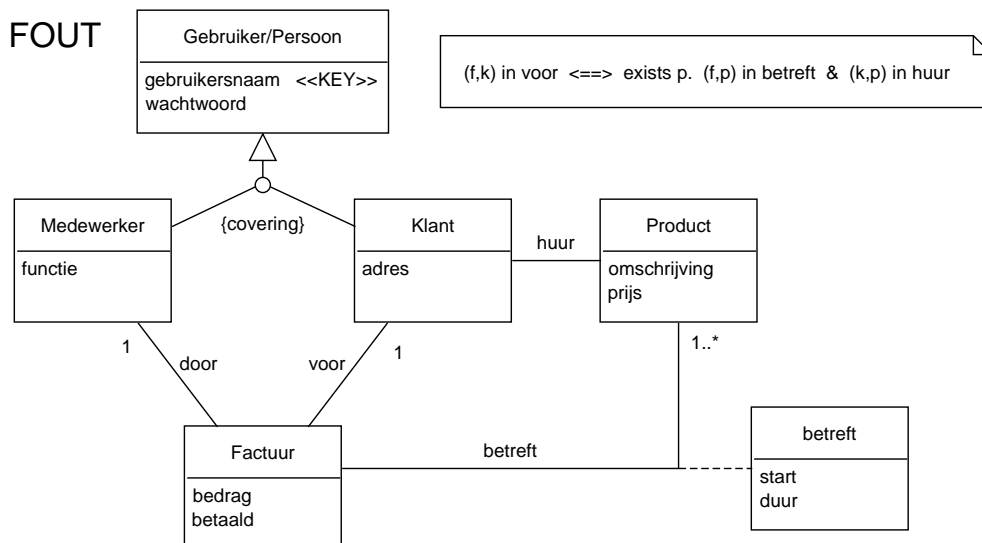 FOUT
Gebruiker/Persoon
gebruikersnaam <<KEY>>
wachtwoord
(f,k) in voor <==> exists p. (f,p) in betreft & (k,p) in huur
Medewerker
functie
{covering}
Klant
adres
huur
Product
omschrijving
prijs
1
door
voor
1
1..*
Factuur
bedrag
betaald
betreft
betreft
start
duur